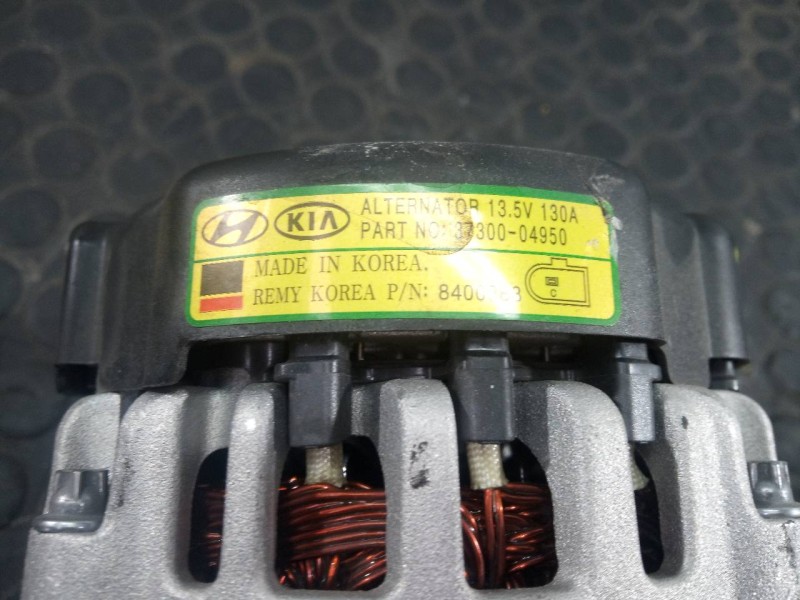 KIA ALTERNATOR 13.5V 130A
PART NO: 37300-04950
MADE IN KOREA.
REMY KOREA P/N:
C